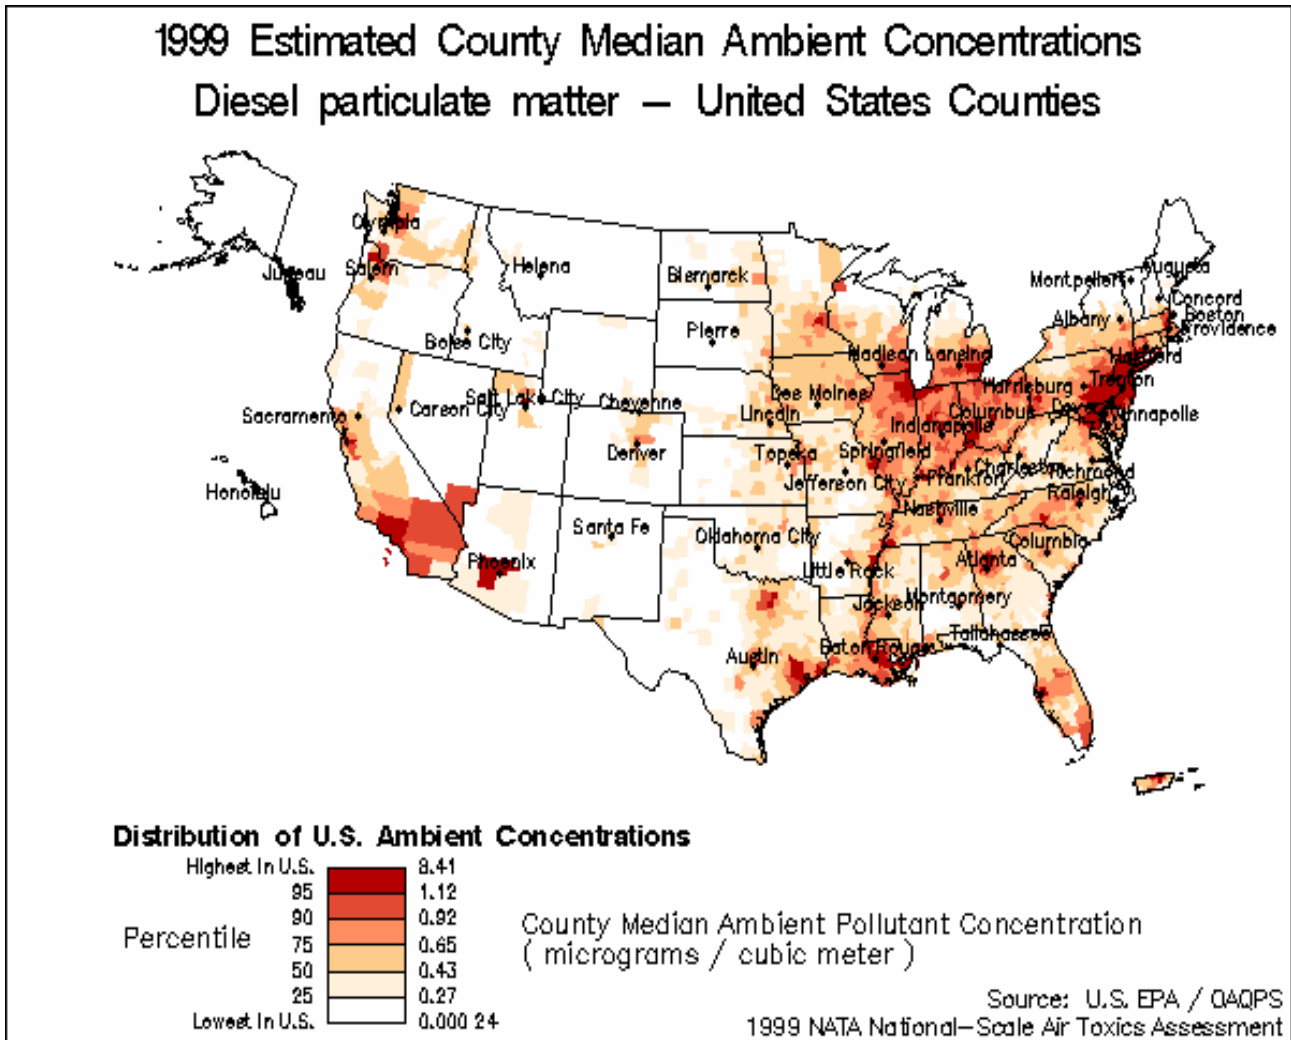 1999 Estimated County Median Ambient Concentrations
Diesel particulate matter – United States Counties
Olympia
Juneau
Salem
Helena
Bismarck
Montpelier
Augusta
Concord
Boston
Providence
Albany
Hartford
Boise City
Pierre
Madison
Lansing
Harrisburg
Trenton
Des Moines
Salt Lake City
Cheyenne
Carson City
Sacramento
Lincoln
Columbus
Annapolis
Indianapolis
Denver
Topeka
Springfield
Charleston
Richmond
Honolulu
Jefferson City
Frankfort
Raleigh
Nashville
Santa Fe
Oklahoma City
Columbia
Phoenix
Little Rock
Atlanta
Jackson
Montgomery
Tallahassee
Austin
Baton Rouge
Distribution of U.S. Ambient Concentrations
Highest In U.S.
95
90
75
50
25
Lowest In U.S.
Percentile
1.12
0.92
0.65
0.43
0.27
0.000 24
County Median Ambient Pollutant Concentration
( micrograms / cubic meter )
Source: U.S. EPA / OAQPS
1999 NATA National–Scale Air Toxics Assessment